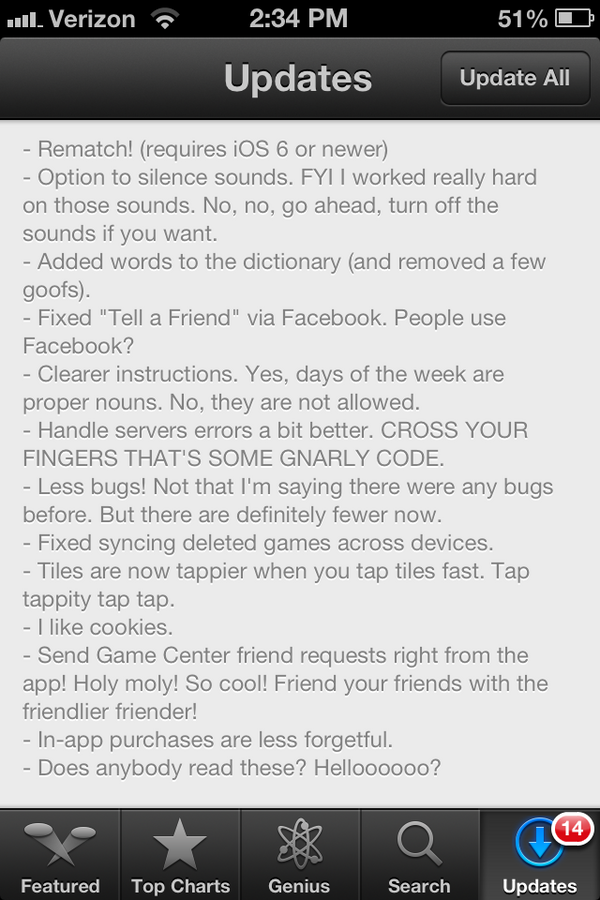 Verizon 2:34 PM 51%
Updates Update All
- Rematch! (requires iOS 6 or newer)
- Option to silence sounds. FYI I worked really hard
on those sounds. No, no, go ahead, turn off the
sounds if you want.
- Added words to the dictionary (and removed a few
goofs).
- Fixed "Tell a Friend" via Facebook. People use
Facebook?
- Clearer instructions. Yes, days of the week are
proper nouns. No, they are not allowed.
- Handle servers errors a bit better. CROSS YOUR
FINGERS THAT'S SOME GNARLY CODE.
- Less bugs! Not that I'm saying there were any bugs
before. But there are definitely fewer now.
- Fixed syncing deleted games across devices.
- Tiles are now tappier when you tap tiles fast. Tap
tappity tap tap.
- I like cookies.
- Send Game Center friend requests right from the
app! Holy moly! So cool! Friend your friends with the
friendlier friender!
- In-app purchases are less forgetful.
- Does anybody read these? Helloooooo?
14
Featured Top Charts Genius Search Updates